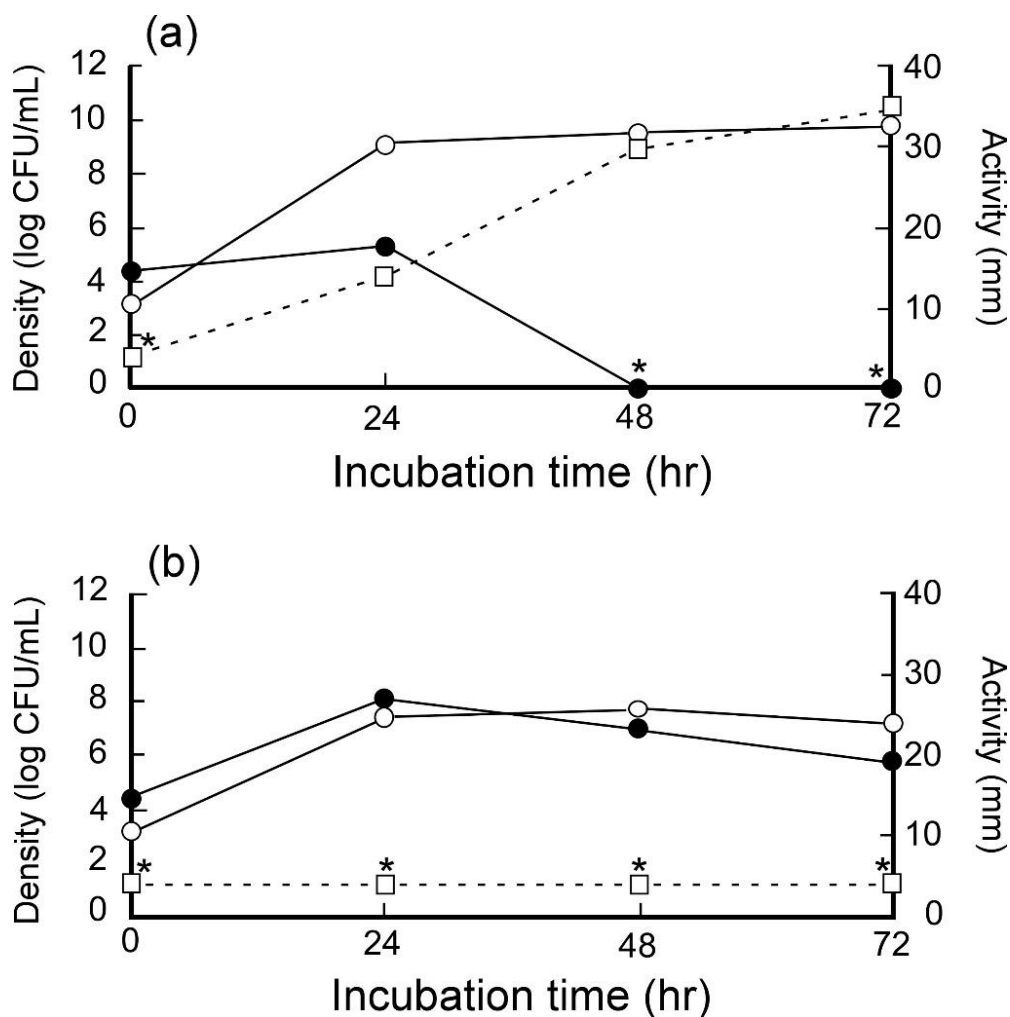 (a)
12 40
10
30
8
6 20
4
10
2
0 0
Density (log CFU/mL)
Activity (mm)
*
*
*
0 24 48 72
Incubation time (hr)
(b)
12 40
10
30
8
6 20
4
10
2
0 0
Density (log CFU/mL)
Activity (mm)
* * * *
0 24 48 72
Incubation time (hr)